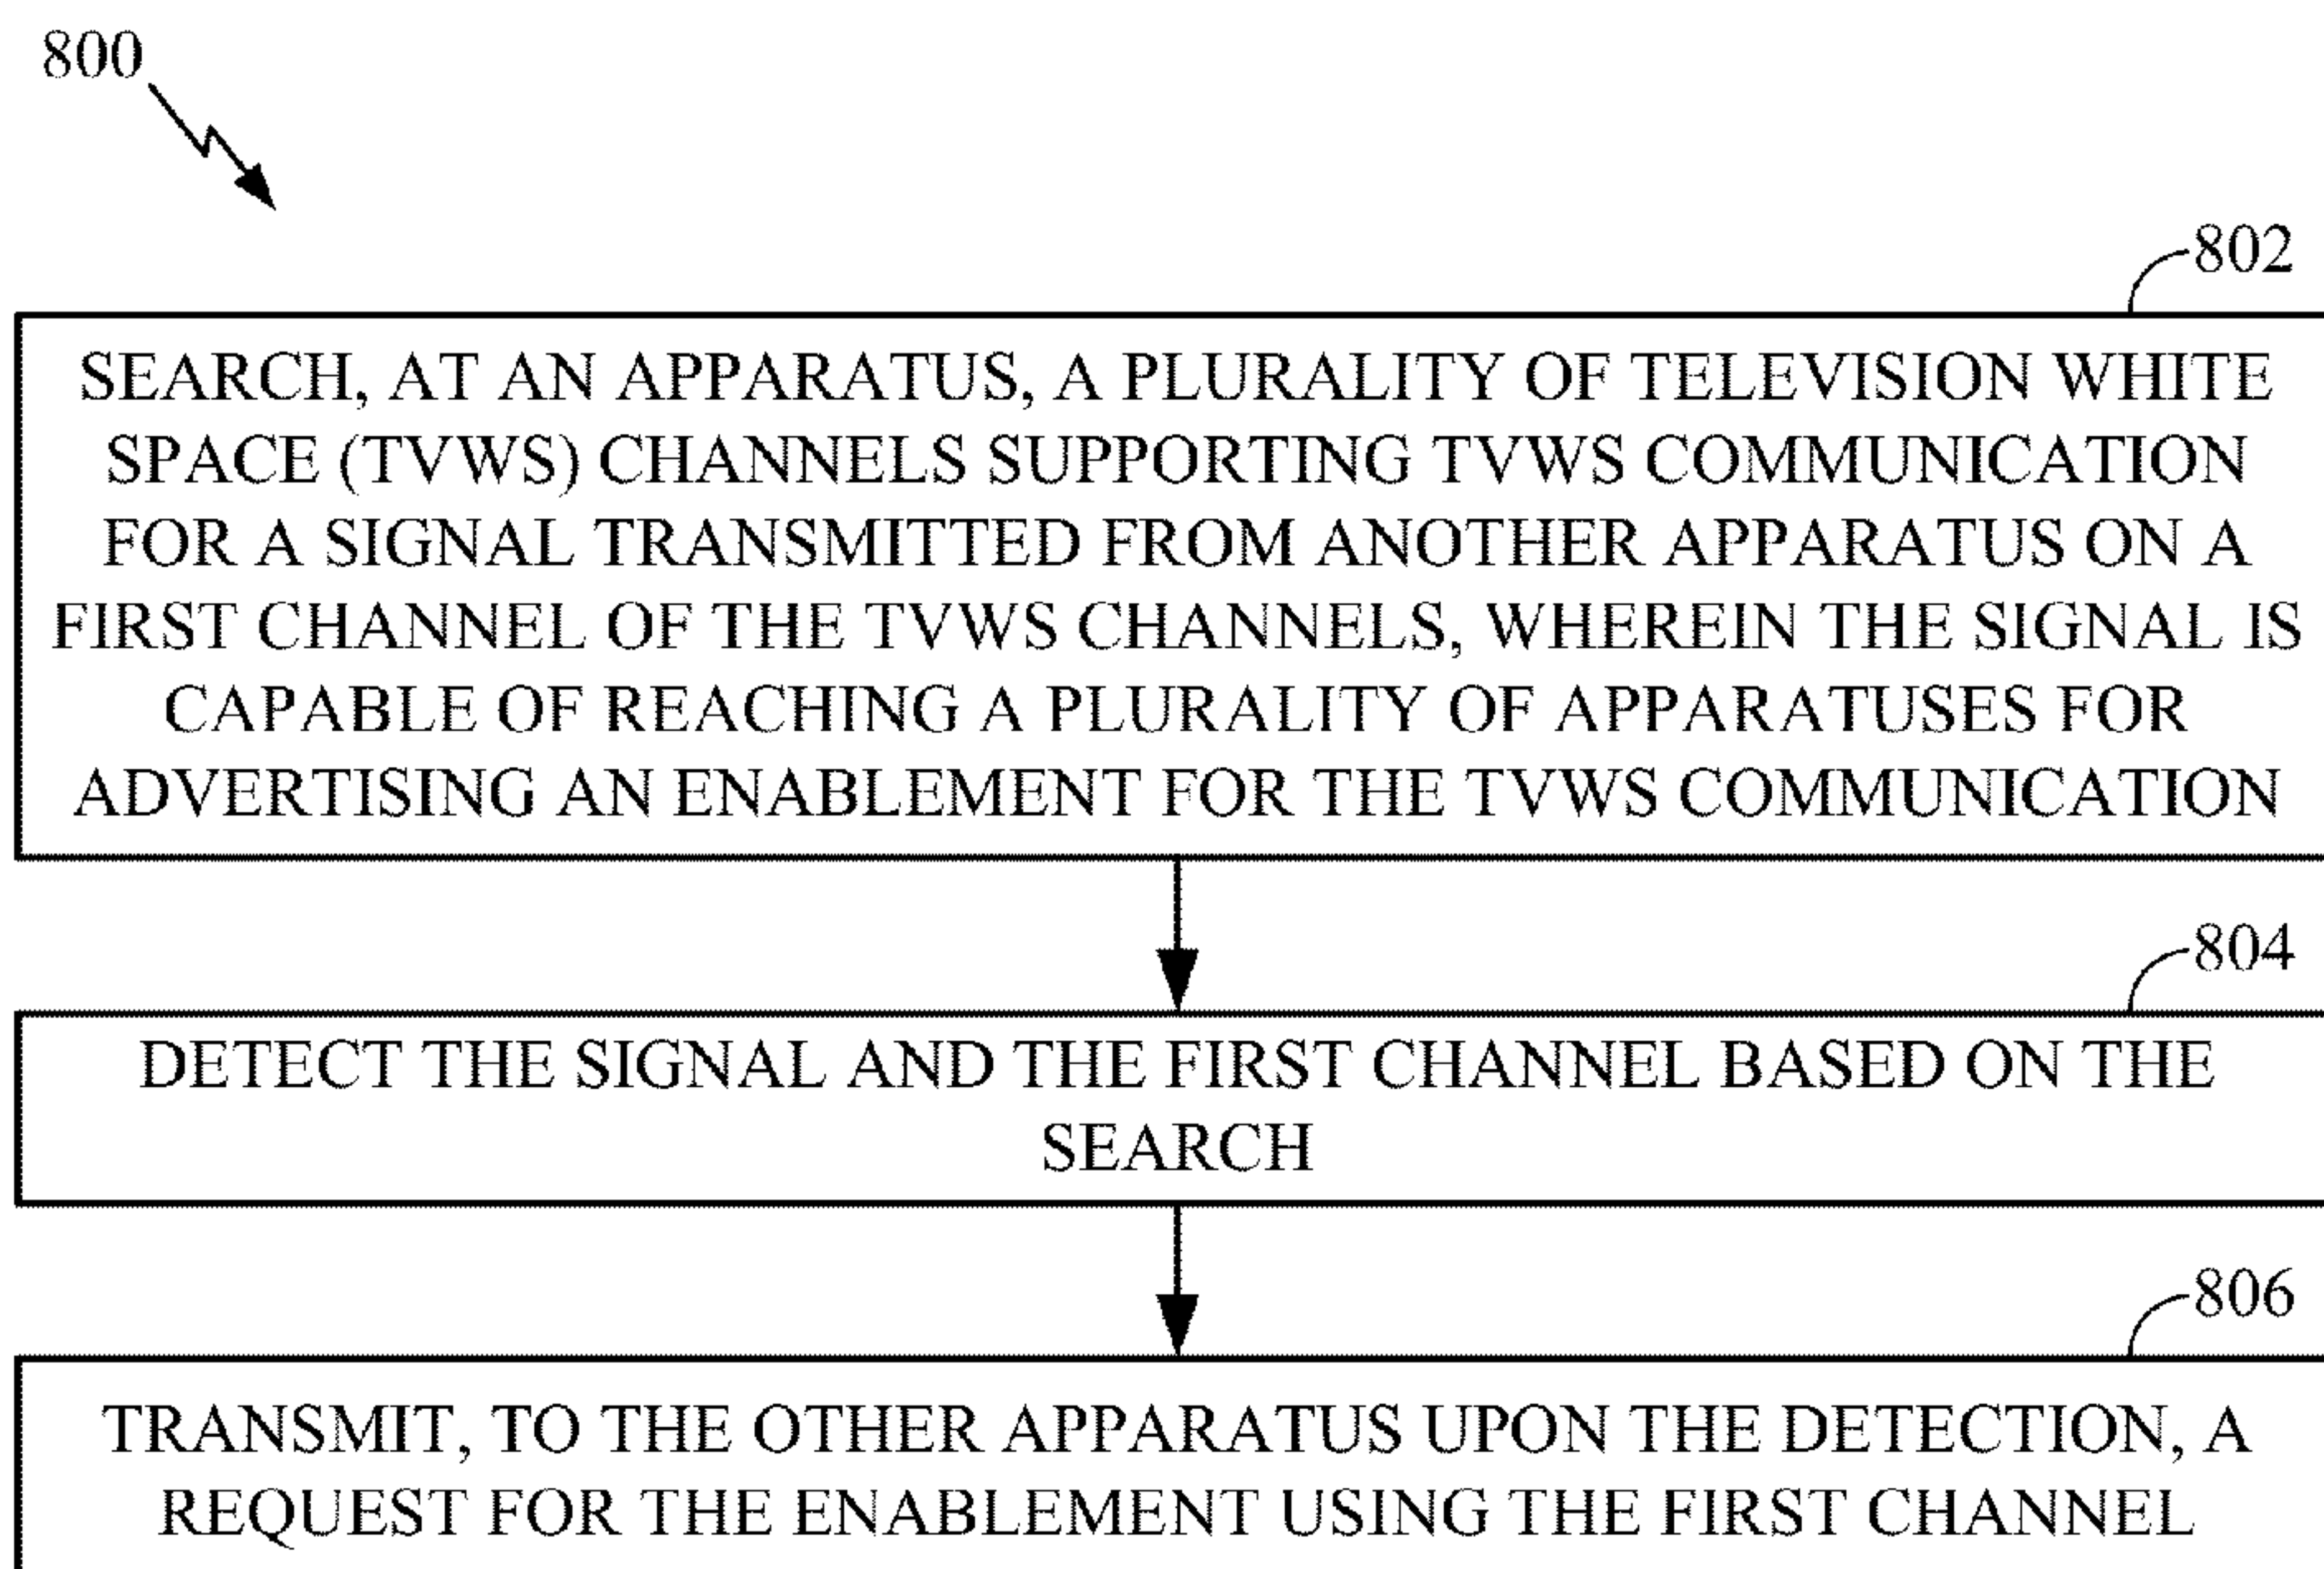 800
802
SEARCH, AT AN APPARATUS, A PLURALITY OF TELEVISION WHITE
SPACE (TVWS) CHANNELS SUPPORTING TVWS COMMUNICATION
FOR A SIGNAL TRANSMITTED FROM ANOTHER APPARATUS ON A
FIRST CHANNEL OF THE TVWS CHANNELS, WHEREIN THE SIGNAL IS
CAPABLE OF REACHING A PLURALITY OF APPARATUSES FOR
ADVERTISING AN ENABLEMENT FOR THE TVWS COMMUNICATION
804
DETECT THE SIGNAL AND THE FIRST CHANNEL BASED ON THE
SEARCH
806
TRANSMIT, TO THE OTHER APPARATUS UPON THE DETECTION, A
REQUEST FOR THE ENABLEMENT USING THE FIRST CHANNEL